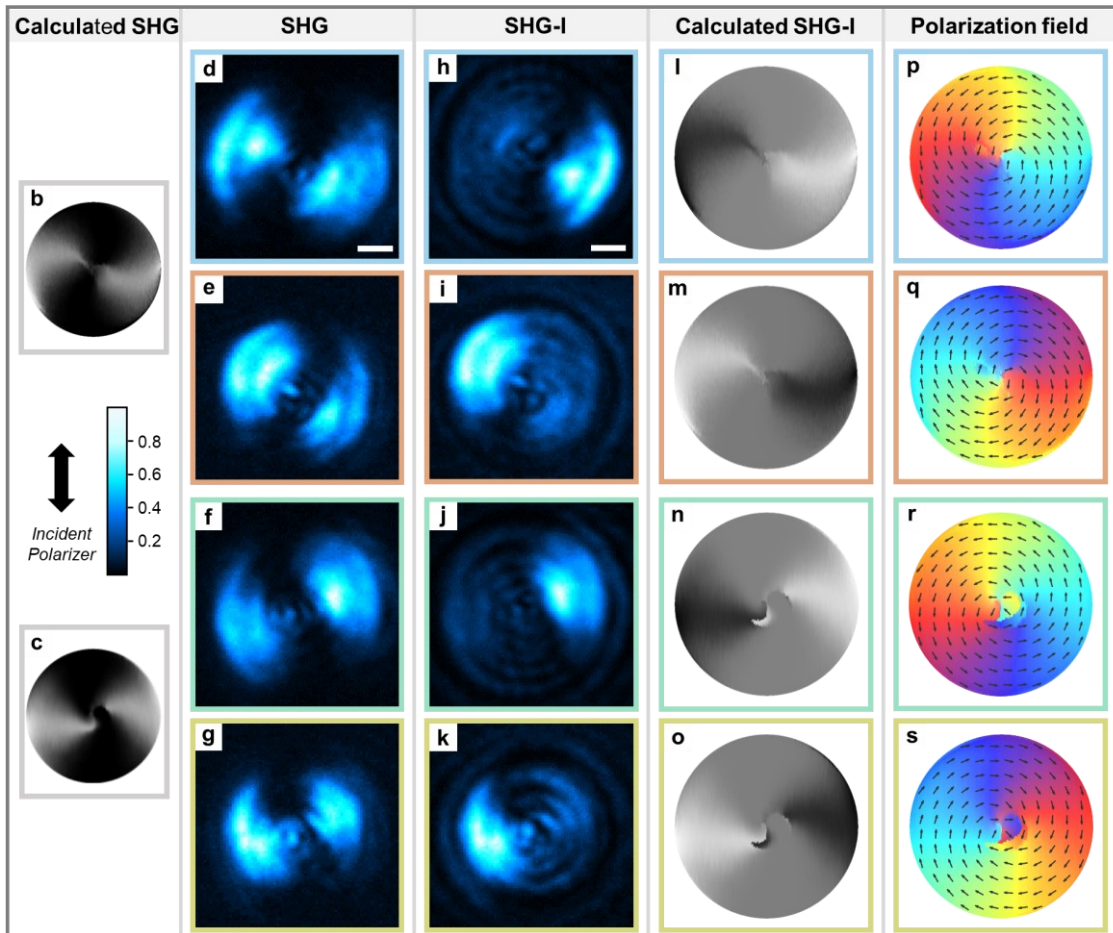 Calculated SHG SHG SHG-I Calculated SHG-I Polarization field
d h l p
b
e i m q
0.8
0.6
0.4
0.2
Incident
Polarizer
f j n r
c
g k o s